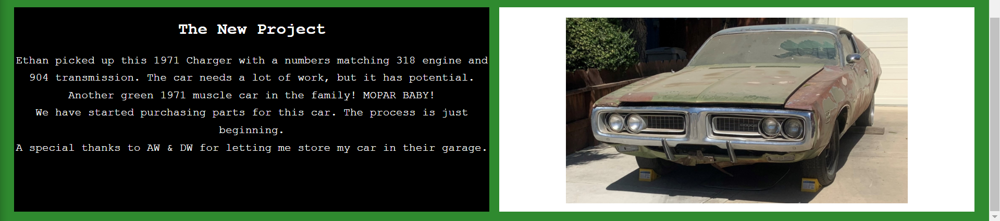 The New Project
Ethan picked up this 1971 Charger with a numbers matching 318 engine and
904 transmission. The car needs a lot of work, but it has potential.
Another green 1971 muscle car in the family! MOPAR BABY!
We have started purchasing parts for this car. The process is just
beginning.
A special thanks to AW & DW for letting me store my car in their garage.
DODGE